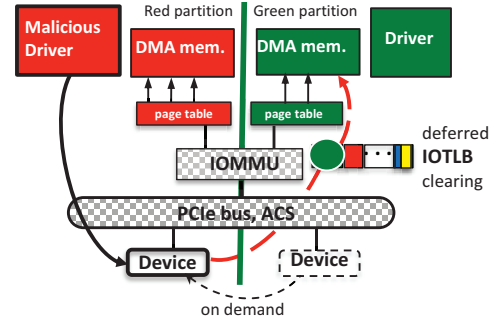 Red partition
Green partition
Malicious
Driver
DMA mem.
DMA mem.
Driver
page table
page table
deferred
IOTLB
clearing
IOMMU
PCIe bus, ACS
Device
Device
on demand